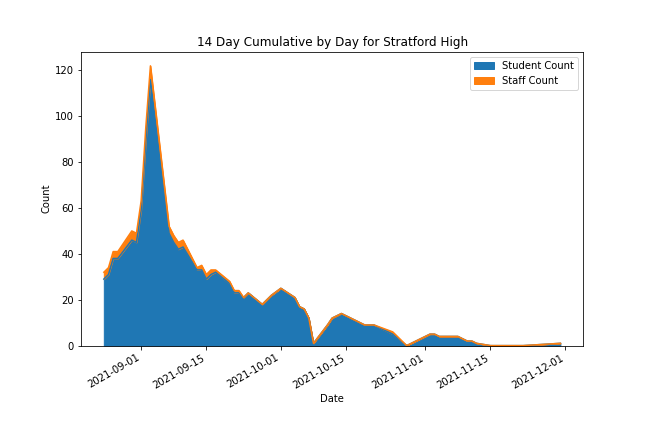 14 Day Cumulative by Day for Stratford High
Student Count
Staff Count
Count
120
100
80
60
40
20
0
2021-09-01
2021-09-15
2021-10-01
2021-10-15
2021-11-01
2021-11-15
2021-12-01
Date